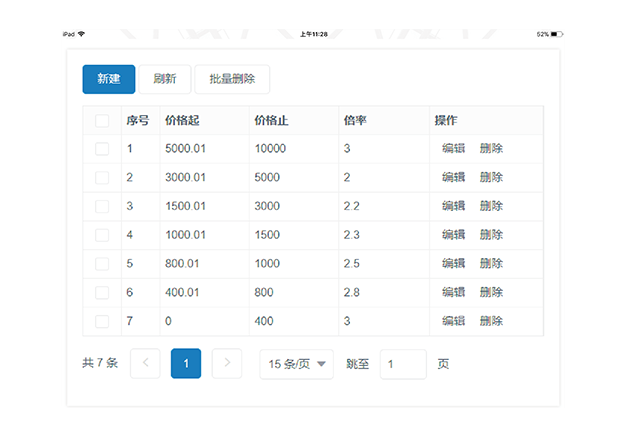 iPad 上午11:28 52%
新建 刷新 批量删除
序号 价格起 价格止 倍率 操作
1 5000.01 10000 3 编辑 删除
2 3000.01 5000 2 编辑 删除
3 1500.01 3000 2.2 编辑 删除
4 1000.01 1500 2.3 编辑 删除
5 800.01 1000 2.5 编辑 删除
6 400.01 800 2.8 编辑 删除
7 0 400 3 编辑 删除
共 7 条 < 1 > 15 条/页 跳至 1 页